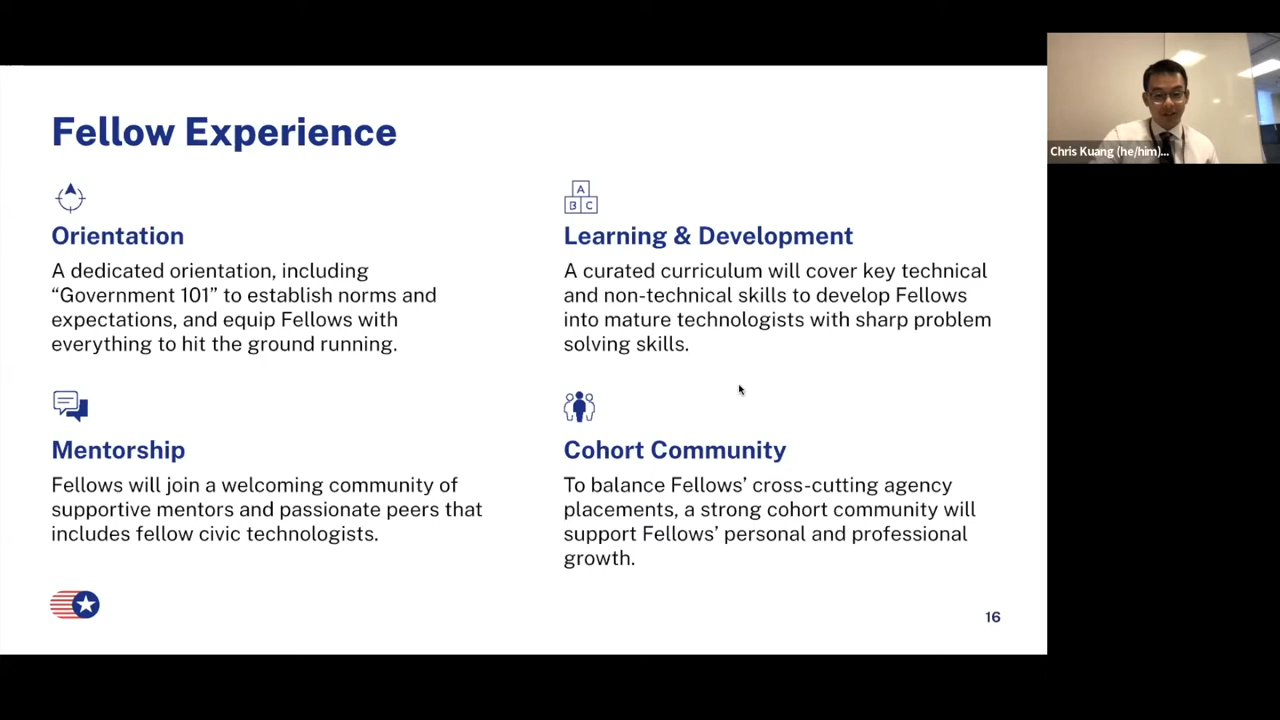 Fellow Experience
Orientation
A dedicated orientation, including
“Government 101” to establish norms and
expectations, and equip Fellows with
everything to hit the ground running.
A
B C
Learning & Development
A curated curriculum will cover key technical
and non-technical skills to develop Fellows
into mature technologists with sharp problem
solving skills.
Mentorship
Fellows will join a welcoming community of
supportive mentors and passionate peers that
includes fellow civic technologists.
Cohort Community
To balance Fellows’ cross-cutting agency
placements, a strong cohort community will
support Fellows’ personal and professional
growth.
16
Chris Kuang (he/him)...